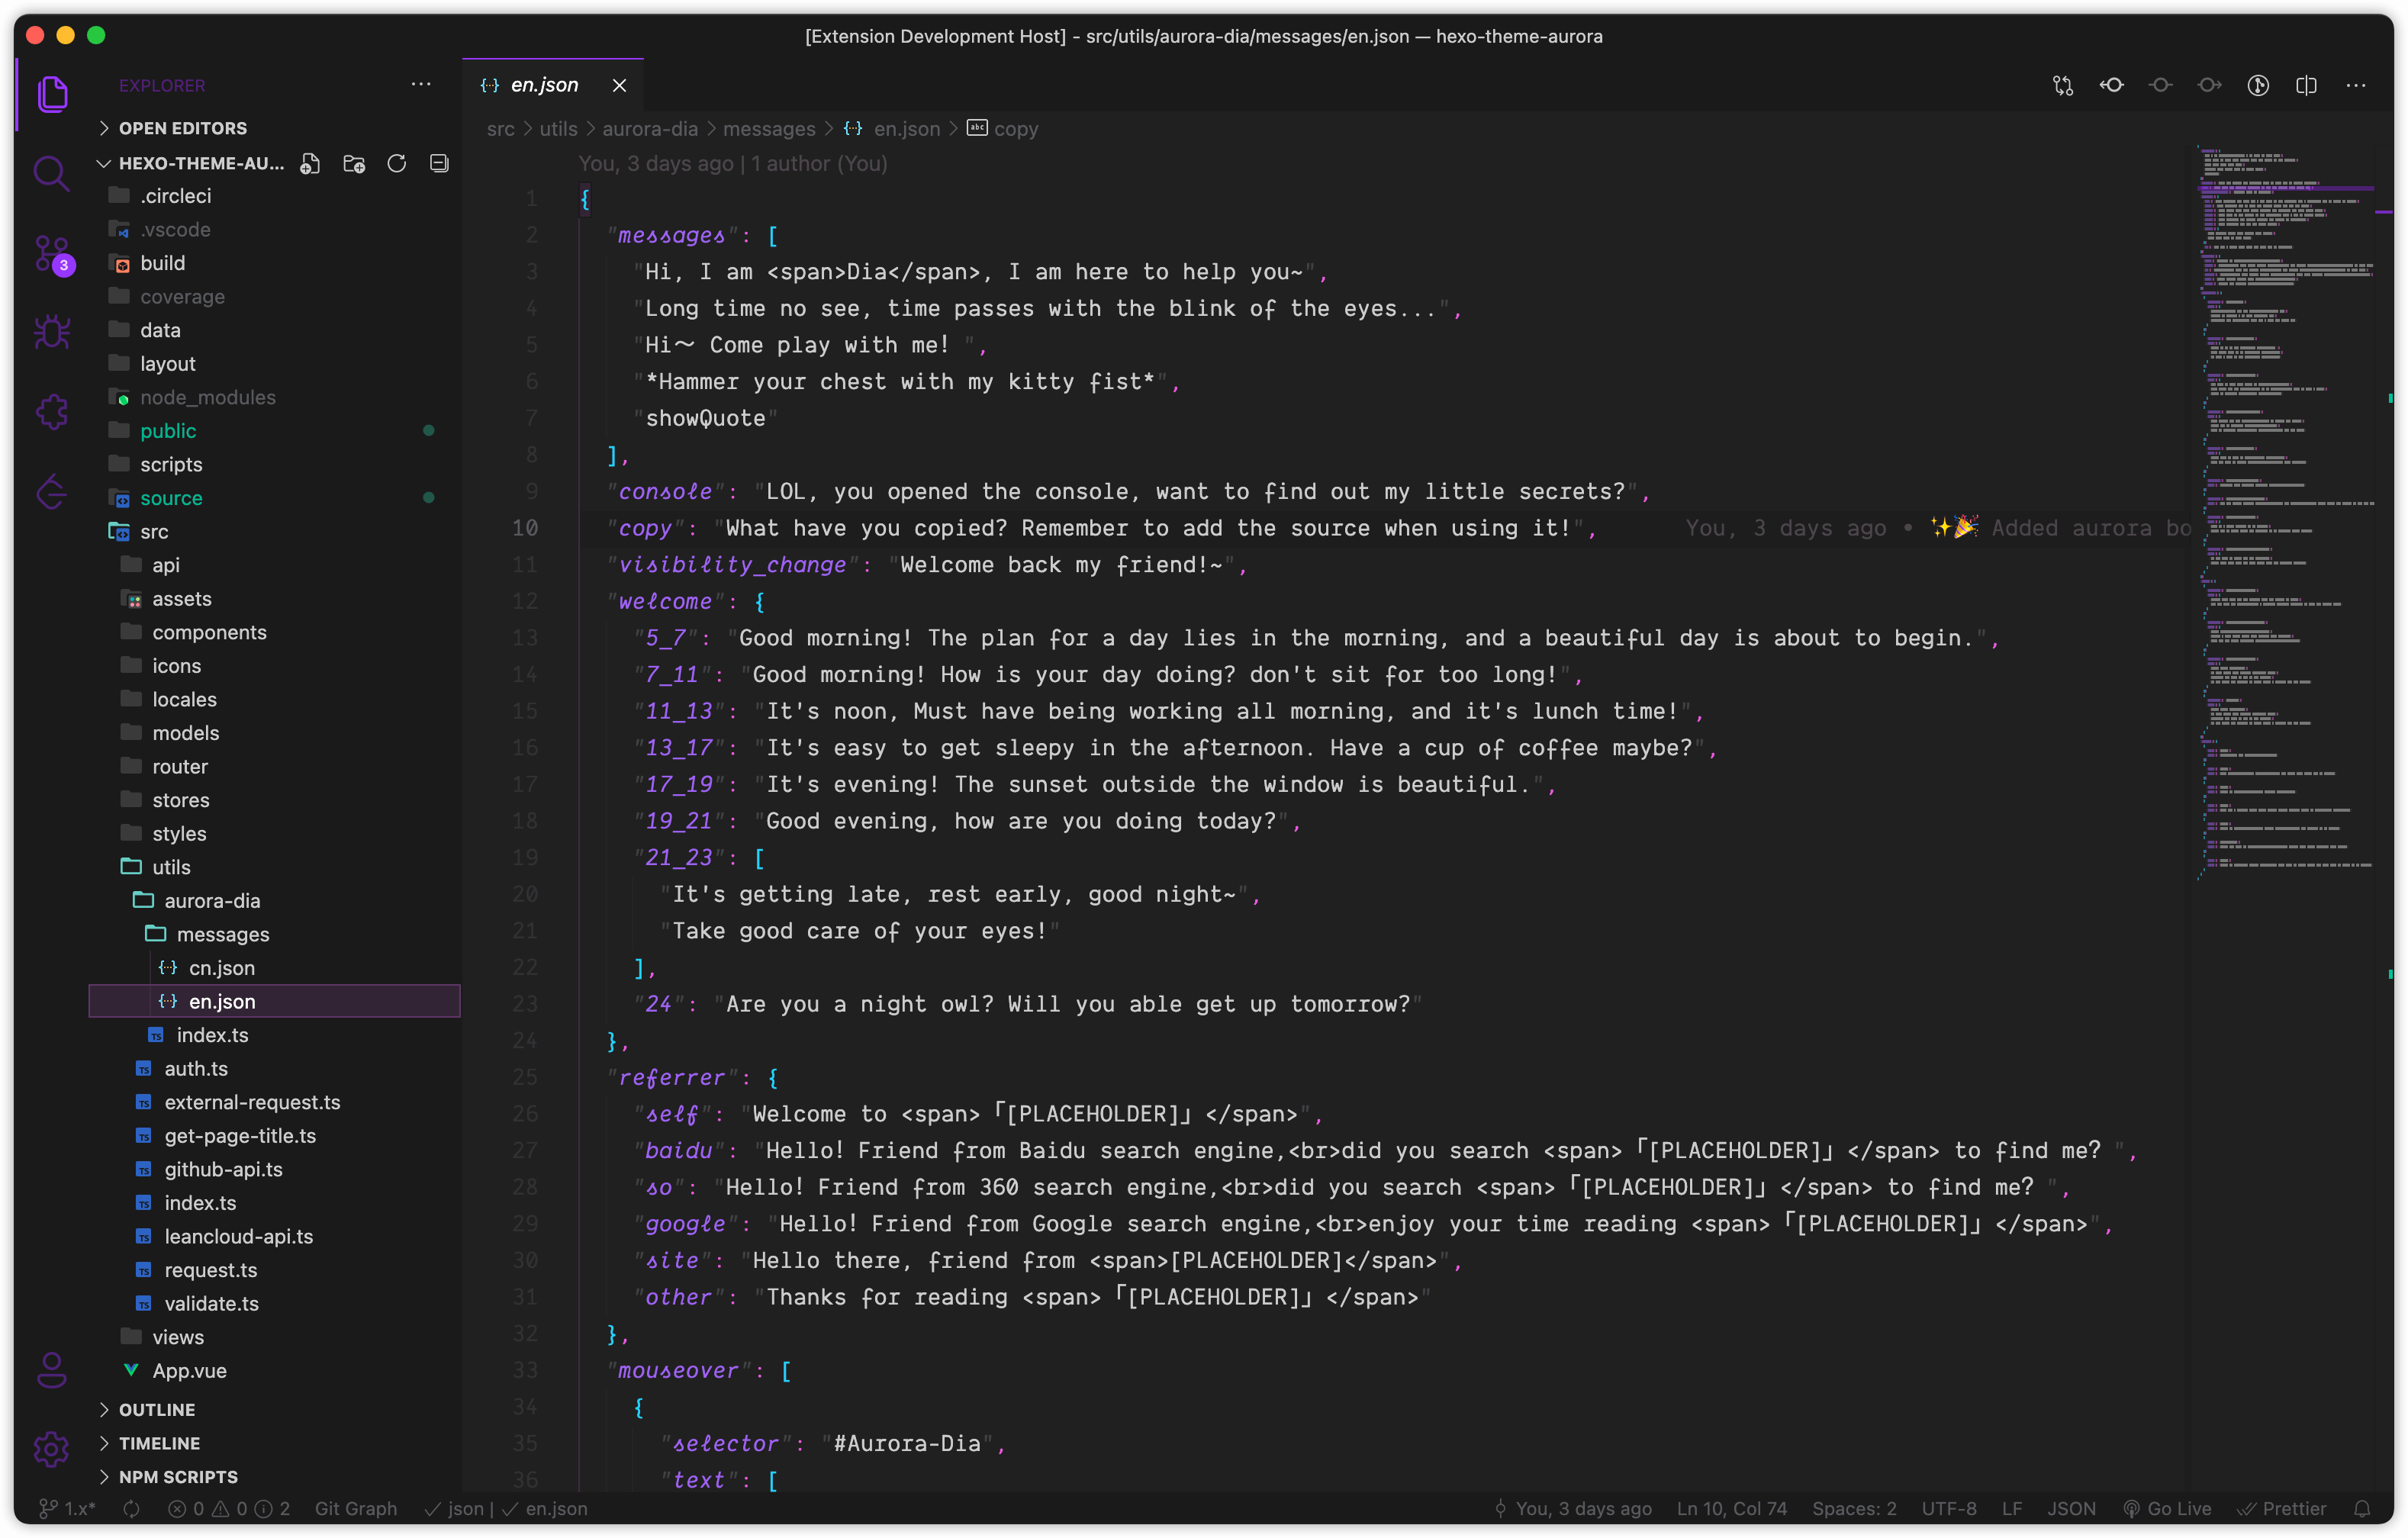 [Extension Development Host] - src/utils/aurora-dia/messages/en.json — hexo-theme-aurora
EXPLORER
OPEN EDITORS
HEXO-THEME-AU...
.circleci
.vscode
build
coverage
data
layout
node_modules
public
scripts
source
src
api
assets
components
icons
locales
models
router
stores
styles
utils
aurora-dia
messages
cn.json
en.json
index.ts
auth.ts
external-request.ts
get-page-title.ts
github-api.ts
index.ts
leancloud-api.ts
request.ts
validate.ts
views
App.vue
OUTLINE
TIMELINE
NPM SCRIPTS
3
en.json
src > utils > aurora-dia > messages > en.json > copy
You, 3 days ago | 1 author (You)
1 {
2 "messages": [
3 "Hi, I am <span>Dia</span>, I am here to help you~",
4 "Long time no see, time passes with the blink of the eyes...",
5 "Hi～ Come play with me! ",
6 "*Hammer your chest with my kitty fist*",
7 "showQuote"
8 ],
9 "console": "LOL, you opened the console, want to find out my little secrets?",
10 "copy": "What have you copied? Remember to add the source when using it!", You, 3 days ago • ✨🎉 Added aurora bo
11 "visibility_change": "Welcome back my friend!~",
12 "welcome": {
13 "5_7": "Good morning! The plan for a day lies in the morning, and a beautiful day is about to begin.",
14 "7_11": "Good morning! How is your day doing? don't sit for too long!",
15 "11_13": "It's noon, Must have being working all morning, and it's lunch time!",
16 "13_17": "It's easy to get sleepy in the afternoon. Have a cup of coffee maybe?",
17 "17_19": "It's evening! The sunset outside the window is beautiful.",
18 "19_21": "Good evening, how are you doing today?",
19 "21_23": [
20 "It's getting late, rest early, good night~",
21 "Take good care of your eyes!"
22 ],
23 "24": "Are you a night owl? Will you able get up tomorrow?"
24 },
25 "referrer": {
26 "self": "Welcome to <span>「[PLACEHOLDER]」</span>",
27 "baidu": "Hello! Friend from Baidu search engine,<br>did you search <span>「[PLACEHOLDER]」</span> to find me? ",
28 "so": "Hello! Friend from 360 search engine,<br>did you search <span>「[PLACEHOLDER]」</span> to find me? ",
29 "google": "Hello! Friend from Google search engine,<br>enjoy your time reading <span>「[PLACEHOLDER]」</span>",
30 "site": "Hello there, friend from <span>[PLACEHOLDER]</span>",
31 "other": "Thanks for reading <span>「[PLACEHOLDER]」</span>"
32 },
33 "mouseover": [
34 {
35 "selector": "#Aurora-Dia",
36 "text": [
1.x* 0 0 2 Git Graph ✓ json | ✓ en.json You, 3 days ago Ln 10, Col 74 Spaces: 2 UTF-8 LF JSON Go Live Prettier